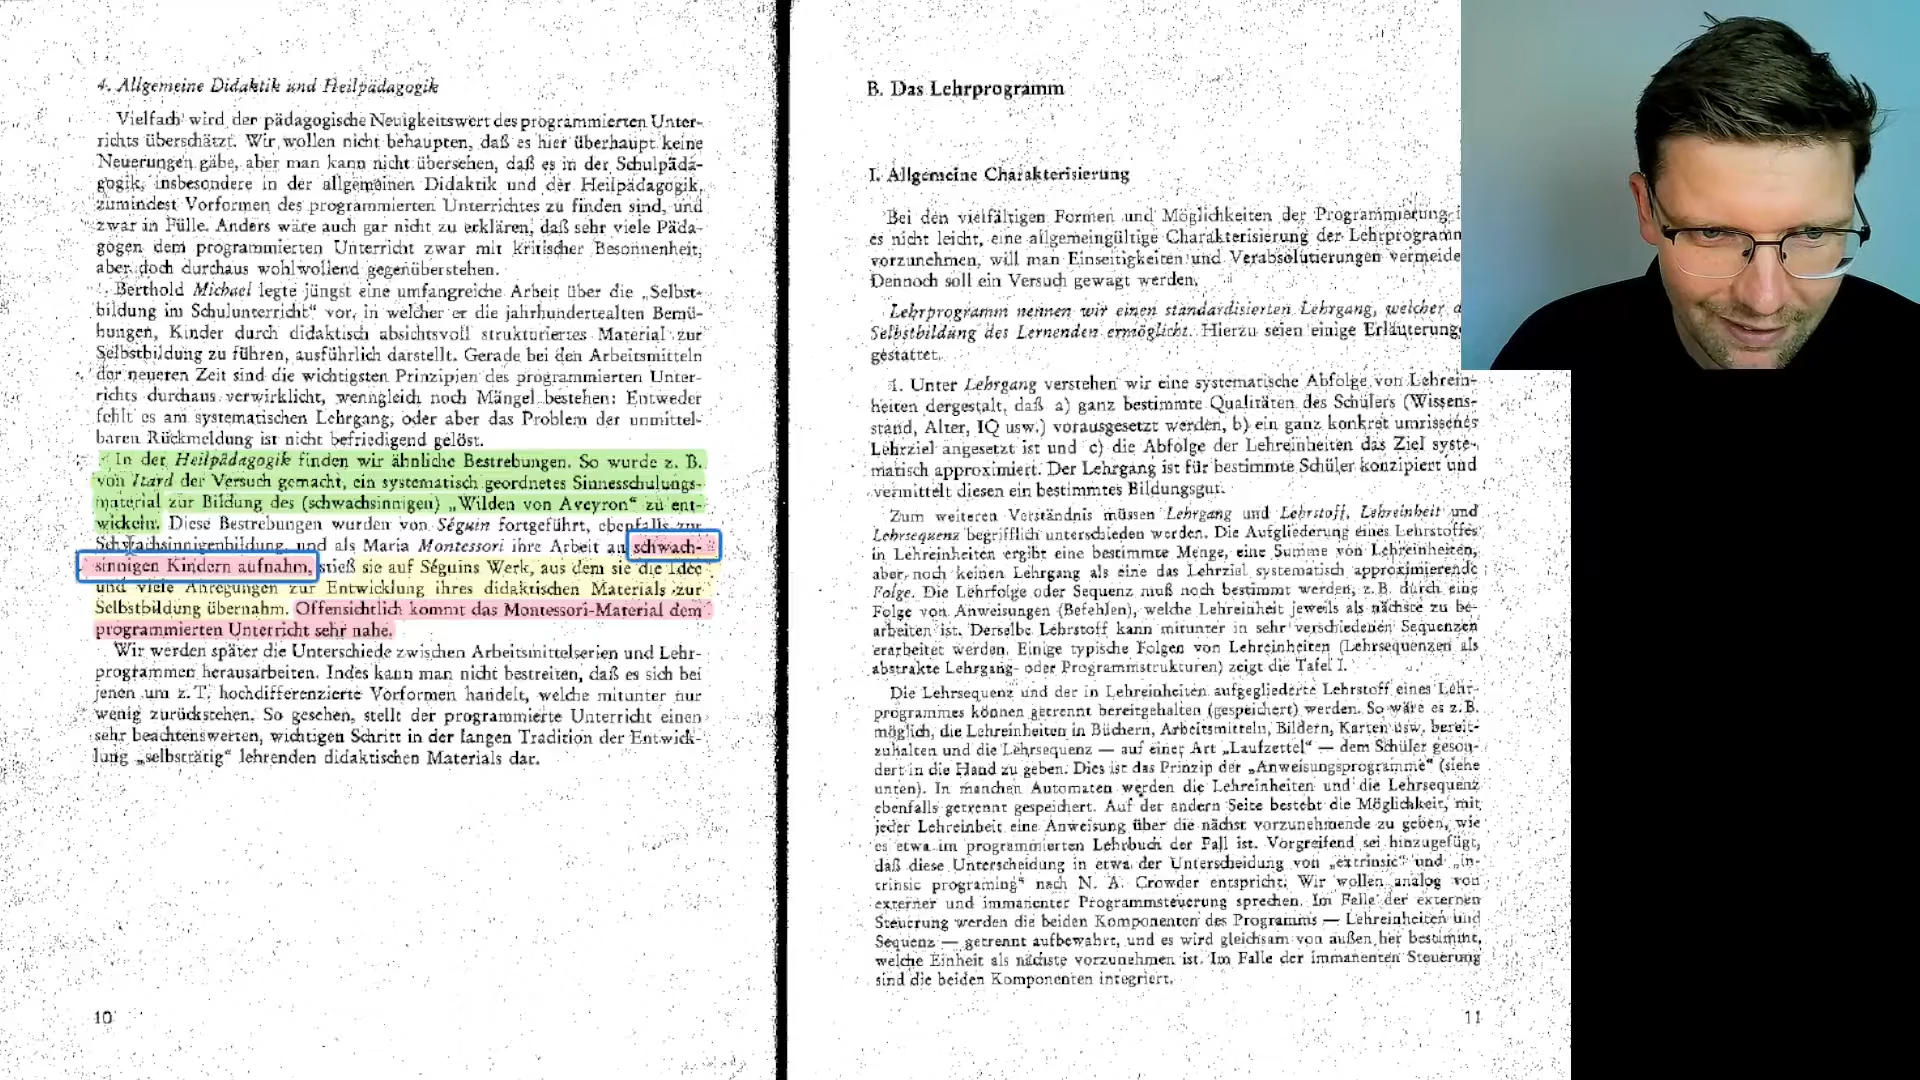 4. Allgemeine Didaktik und Heilpädagogik
Vielfach wird der pädagogische Neuigkeitswert des programmierten Unter-
richts überschätzt. Wir wollen nicht behaupten, daß es hier überhaupt keine
Neuerungen gäbe, aber man kann nicht übersehen, daß es in der Schulpäda-
gogik, insbesondere in der allgemeinen Didaktik und der Heilpädagogik,
zumindest Vorformen des programmierten Unterrichtes zu finden sind, und
zwar in Fülle. Anders wäre auch gar nicht zu erklären, daß sehr viele Päda-
gogen dem programmierten Unterricht zwar mit kritischer Besonnenheit,
aber doch durchaus wohlwollend gegenüberstehen.
Berthold Michael legte jüngst eine umfangreiche Arbeit über die „Selbst-
bildung im Schulunterricht“ vor, in welcher er die jahrhundertealten Bemü-
hungen, Kinder durch didaktisch absichtsvoll strukturiertes Material zur
Selbstbildung zu führen, ausführlich darstellt. Gerade bei den Arbeitsmitteln
der neueren Zeit sind die wichtigsten Prinzipien des programmierten Unter-
richts durchaus verwirklicht, wenngleich noch Mängel bestehen: Entweder
fehlt es am systematischen Lehrgang, oder aber das Problem der unmittel-
baren Rückmeldung ist nicht befriedigend gelöst.
In der Heilpädagogik finden wir ähnliche Bestrebungen. So wurde z. B.
von Itard der Versuch gemacht, ein systematisch geordnetes Sinnesschulungs-
material zur Bildung des (schwachsinnigen) „Wilden von Aveyron“ zu ent-
wickeln. Diese Bestrebungen wurden von Séguin fortgeführt, ebenfalls zur
Schwachsinnigenbildung, und als Maria Montessori ihre Arbeit an schwach-
sinnigen Kindern aufnahm, stieß sie auf Séguins Werk, aus dem sie die Idee
und viele Anregungen zur Entwicklung ihres didaktischen Materials zur
Selbstbildung übernahm. Offensichtlich kommt das Montessori-Material dem
programmierten Unterricht sehr nahe.
Wir werden später die Unterschiede zwischen Arbeitsmittelserien und Lehr-
programmen herausarbeiten. Indes kann man nicht bestreiten, daß es sich bei
jenen um z. T. hochdifferenzierte Vorformen handelt, welche mitunter nur
wenig zurückstehen. So gesehen, stellt der programmierte Unterricht einen
sehr beachtenswerten, wichtigen Schritt in der langen Tradition der Entwick-
lung „selbsttätig“ lehrenden didaktischen Materials dar.
10
B. Das Lehrprogramm
I. Allgemeine Charakterisierung
Bei den vielfältigen Formen und Möglichkeiten der Programmierung i
es nicht leicht, eine allgemeingültige Charakterisierung der Lehrprogramm
vorzunehmen, will man Einseitigkeiten und Verabsolutierungen vermeide
Dennoch soll ein Versuch gewagt werden.
Lehrprogramm nennen wir einen standardisierten Lehrgang, welcher d
Selbstbildung des Lernenden ermöglicht. Hierzu seien einige Erläuterung
gestattet.
1. Unter Lehrgang verstehen wir eine systematische Abfolge von Lehrein-
heiten dergestalt, daß a) ganz bestimmte Qualitäten des Schülers (Wissens-
stand, Alter, IQ usw.) vorausgesetzt werden, b) ein ganz konkret umrissenes
Lehrziel angesetzt ist und c) die Abfolge der Lehreinheiten das Ziel syste-
matisch approximiert. Der Lehrgang ist für bestimmte Schüler konzipiert und
vermittelt diesen ein bestimmtes Bildungsgut.
Zum weiteren Verständnis müssen Lehrgang und Lehrstoff, Lehreinheit und
Lehrsequenz begrifflich unterschieden werden. Die Aufgliederung eines Lehrstoffes
in Lehreinheiten ergibt eine bestimmte Menge, eine Summe von Lehreinheiten,
aber noch keinen Lehrgang als eine das Lehrziel systematisch approximierende
Folge. Die Lehrfolge oder Sequenz muß noch bestimmt werden, z. B. durch eine
Folge von Anweisungen (Befehlen), welche Lehreinheit jeweils als nächste zu be-
arbeiten ist. Derselbe Lehrstoff kann mitunter in sehr verschiedenen Sequenzen
erarbeitet werden. Einige typische Folgen von Lehreinheiten (Lehrsequenzen als
abstrakte Lehrgang- oder Programmstrukturen) zeigt die Tafel I.
Die Lehrsequenz und der in Lehreinheiten aufgegliederte Lehrstoff eines Lehr-
programmes können getrennt bereitgehalten (gespeichert) werden. So wäre es z. B.
möglich, die Lehreinheiten in Büchern, Arbeitsmitteln, Bildern, Karten usw. bereit-
zuhalten und die Lehrsequenz — auf einer Art „Laufzettel“ — dem Schüler geson-
dert in die Hand zu geben. Dies ist das Prinzip der „Anweisungsprogramme“ (siehe
unten). In manchen Automaten werden die Lehreinheiten und die Lehrsequenz
ebenfalls getrennt gespeichert. Auf der andern Seite besteht die Möglichkeit, mit
jeder Lehreinheit eine Anweisung über die nächst vorzunehmende zu geben, wie
es etwa im programmierten Lehrbuch der Fall ist. Vorgreifend sei hinzugefügt,
daß diese Unterscheidung in etwa der Unterscheidung von „extrinsic“ und „in-
trinsic programing“ nach N. A. Crowder entspricht. Wir wollen analog von
externer und immanenter Programmsteuerung sprechen. Im Falle der externen
Steuerung werden die beiden Komponenten des Programms — Lehreinheiten und
Sequenz — getrennt aufbewahrt, und es wird gleichsam von außen her bestimmt,
welche Einheit als nächste vorzunehmen ist. Im Falle der immanenten Steuerung
sind die beiden Komponenten integriert.
11